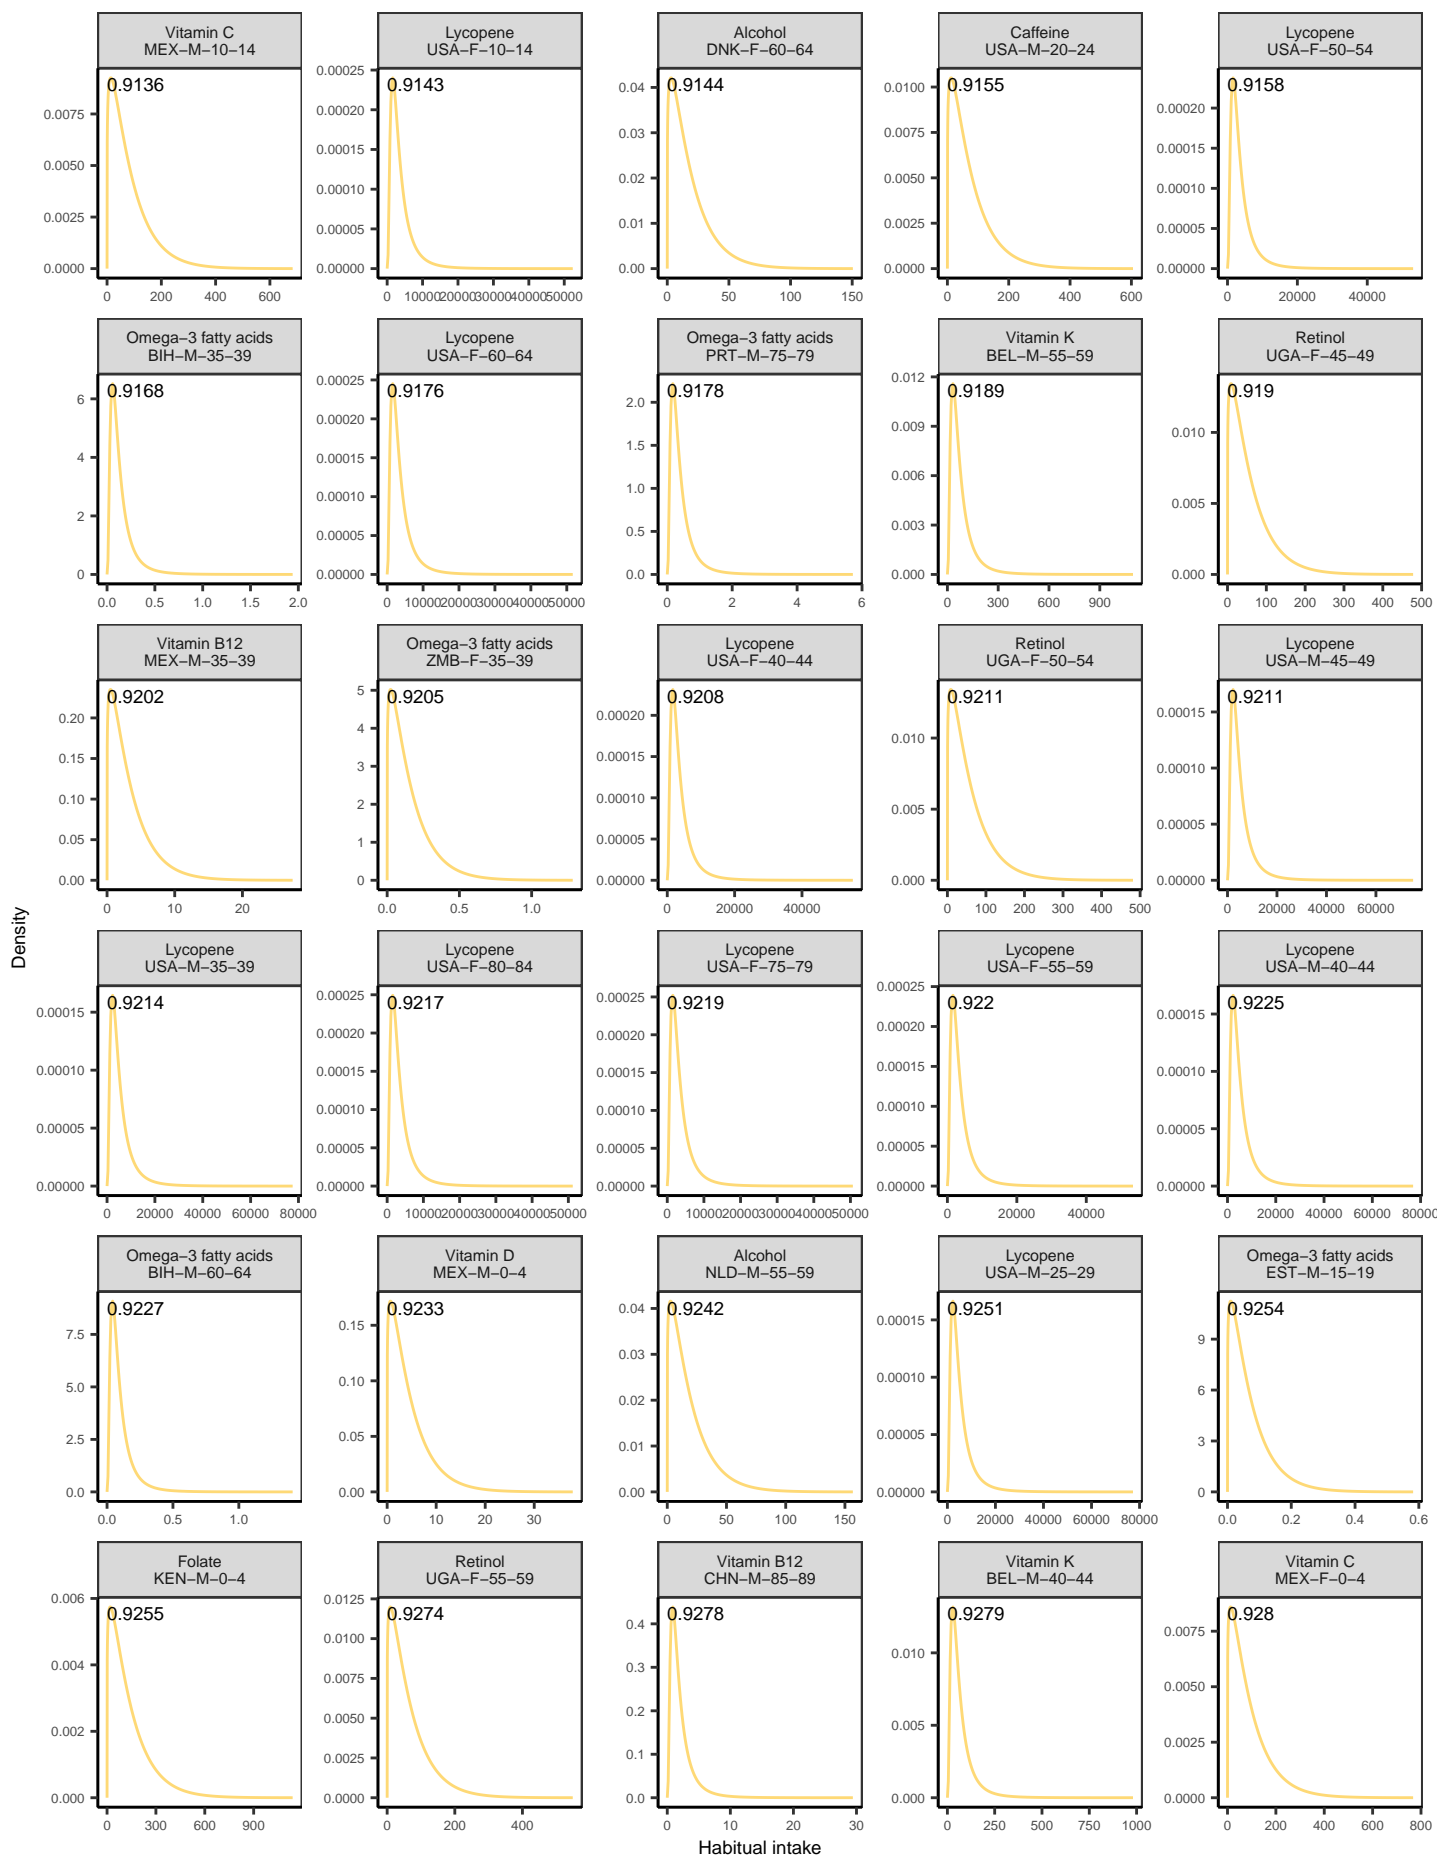 Vitamin C
MEX−M−10−14
Lycopene
USA−F−10−14
Alcohol
DNK−F−60−64
Caffeine
USA−M−20−24
Lycopene
USA−F−50−54
0.9136
0.0075
0.0050
0.0025
0.0000
0 200 400 600
0.9143
0.00025
0.00020
0.00015
0.00010
0.00005
0.00000
0 10000 20000 30000 40000 50000
0.9144
0.04
0.03
0.02
0.01
0.00
0 50 100 150
0.9155
0.0100
0.0075
0.0050
0.0025
0.0000
0 200 400 600
0.9158
0.00020
0.00015
0.00010
0.00005
0.00000
0 20000 40000
Omega−3 fatty acids
BIH−M−35−39
Lycopene
USA−F−60−64
Omega−3 fatty acids
PRT−M−75−79
Vitamin K
BEL−M−55−59
Retinol
UGA−F−45−49
0.9168
6
4
2
0
0.0 0.5 1.0 1.5 2.0
0.9176
0.00025
0.00020
0.00015
0.00010
0.00005
0.00000
0 10000 20000 30000 40000 50000
0.9178
2.0
1.5
1.0
0.5
0.0
0 2 4 6
0.9189
0.012
0.009
0.006
0.003
0.000
0 300 600 900
0.919
0.010
0.005
0.000
0 100 200 300 400 500
Vitamin B12
MEX−M−35−39
Omega−3 fatty acids
ZMB−F−35−39
Lycopene
USA−F−40−44
Retinol
UGA−F−50−54
Lycopene
USA−M−45−49
0.9202
0.20
0.15
0.10
0.05
0.00
0 10 20
0.9205
5
4
3
2
1
0
0.0 0.5 1.0
0.9208
0.00020
0.00015
0.00010
0.00005
0.00000
0 20000 40000
0.9211
0.010
0.005
0.000
0 100 200 300 400 500
0.9211
0.00015
0.00010
0.00005
0.00000
0 20000 40000 60000
Density
Lycopene
USA−M−35−39
Lycopene
USA−F−80−84
Lycopene
USA−F−75−79
Lycopene
USA−F−55−59
Lycopene
USA−M−40−44
0.9214
0.00015
0.00010
0.00005
0.00000
0 20000 40000 60000 80000
0.9217
0.00025
0.00020
0.00015
0.00010
0.00005
0.00000
0 10000 20000 30000 40000 50000
0.9219
0.00025
0.00020
0.00015
0.00010
0.00005
0.00000
0 10000 20000 30000 40000 50000
0.922
0.00025
0.00020
0.00015
0.00010
0.00005
0.00000
0 20000 40000
0.9225
0.00015
0.00010
0.00005
0.00000
0 20000 40000 60000 80000
Omega−3 fatty acids
BIH−M−60−64
Vitamin D
MEX−M−0−4
Alcohol
NLD−M−55−59
Lycopene
USA−M−25−29
Omega−3 fatty acids
EST−M−15−19
0.9227
7.5
5.0
2.5
0.0
0.0 0.5 1.0
0.9233
0.15
0.10
0.05
0.00
0 10 20 30
0.9242
0.04
0.03
0.02
0.01
0.00
0 50 100 150
0.9251
0.00015
0.00010
0.00005
0.00000
0 20000 40000 60000 80000
0.9254
9
6
3
0
0.0 0.2 0.4 0.6
Folate
KEN−M−0−4
Retinol
UGA−F−55−59
Vitamin B12
CHN−M−85−89
Vitamin K
BEL−M−40−44
Vitamin C
MEX−F−0−4
0.9255
0.006
0.004
0.002
0.000
0 300 600 900
0.9274
0.0125
0.0100
0.0075
0.0050
0.0025
0.0000
0 200 400
0.9278
0.4
0.3
0.2
0.1
0.0
0 10 20 30
0.9279
0.010
0.005
0.000
0 250 500 750 1000
0.928
0.0075
0.0050
0.0025
0.0000
0 200 400 600 800
Habitual intake